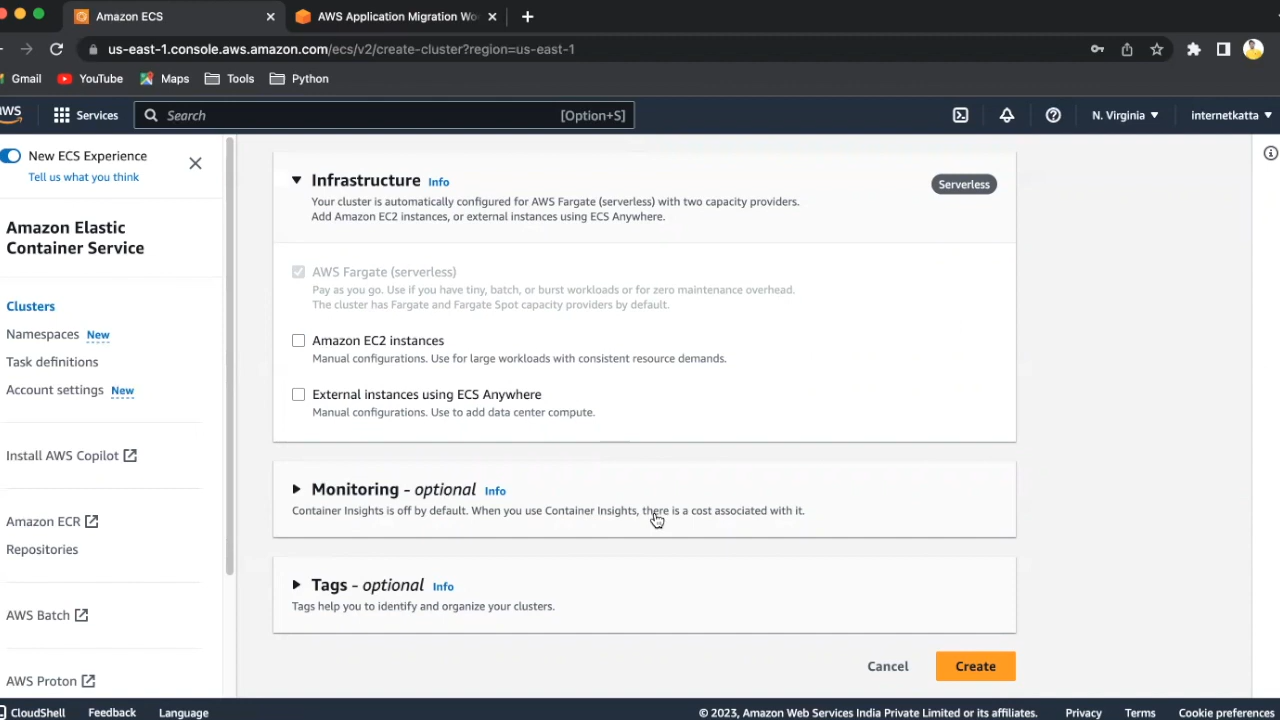 Amazon ECS
AWS Application Migration Wo
us-east-1.console.aws.amazon.com/ecs/v2/create-cluster?region=us-east-1
Gmail YouTube Maps Tools Python
aws Services Search [Option+S] N. Virginia internetkatta
New ECS Experience
Tell us what you think
Amazon Elastic
Container Service
Clusters
Namespaces New
Task definitions
Account settings New
Install AWS Copilot
Amazon ECR
Repositories
AWS Batch
AWS Proton
Infrastructure Info
Serverless
Your cluster is automatically configured for AWS Fargate (serverless) with two capacity providers.
Add Amazon EC2 instances, or external instances using ECS Anywhere.
AWS Fargate (serverless)
Pay as you go. Use if you have tiny, batch, or burst workloads or for zero maintenance overhead.
The cluster has Fargate and Fargate Spot capacity providers by default.
Amazon EC2 instances
Manual configurations. Use for large workloads with consistent resource demands.
External instances using ECS Anywhere
Manual configurations. Use to add data center compute.
Monitoring - optional Info
Container Insights is off by default. When you use Container Insights, there is a cost associated with it.
Tags - optional Info
Tags help you to identify and organize your clusters.
Cancel Create
CloudShell Feedback Language © 2023, Amazon Web Services India Private Limited or its affiliates. Privacy Terms Cookie preferences